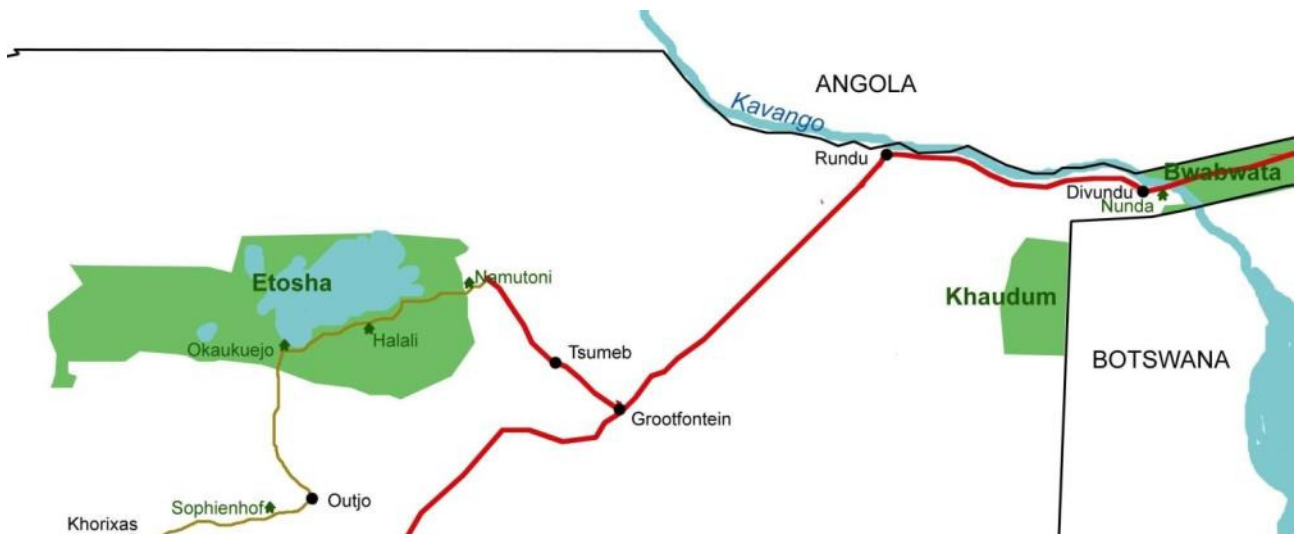 ANGOLA
Kavango
Rundu
Bwabwata
Divundu
Nunda
Etosha
Namutoni
Khaudum
Halali
Okaukuejo
Tsumeb
BOTSWANA
Grootfontein
Sophienhof
Outjo
Khorixas